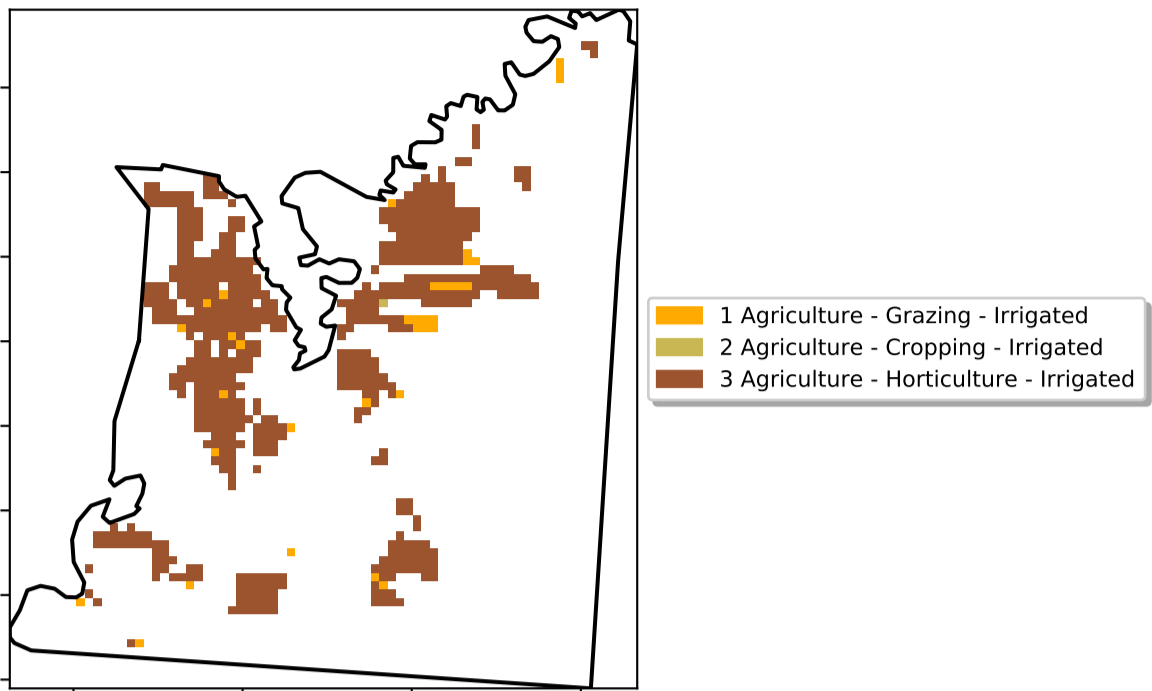 1 Agriculture - Grazing - Irrigated
2 Agriculture - Cropping - Irrigated
3 Agriculture - Horticulture - Irrigated